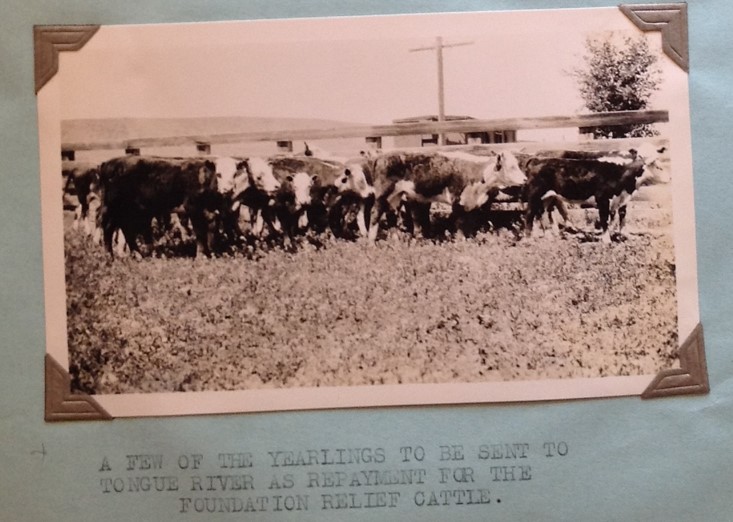 A FEW OF THE YEARLINGS TO BE SENT TO
TONGUE RIVER AS REPAYMENT FOR THE
FOUNDATION RELIEF CATTLE.